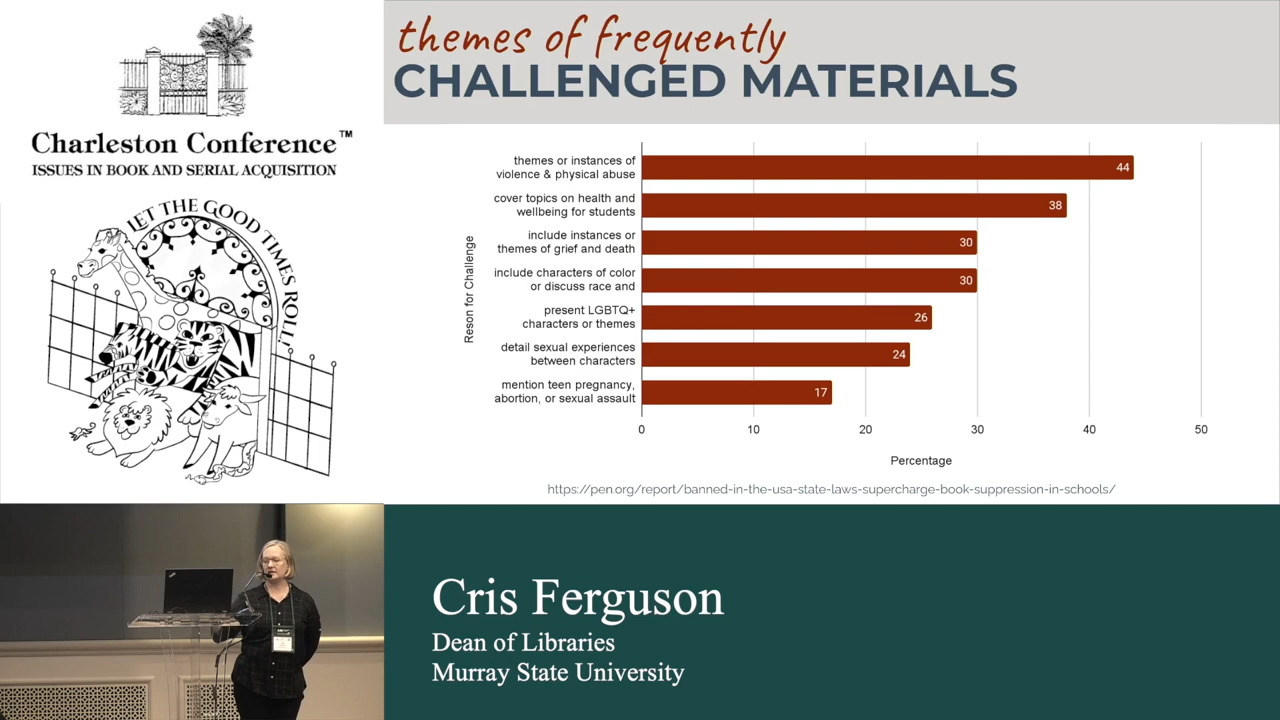 themes of frequently
CHALLENGED MATERIALS
Charleston Conference™
ISSUES IN BOOK AND SERIAL ACQUISITION
LET THE GOOD TIMES ROLL!
Reson for Challenge
themes or instances of
violence & physical abuse
44
cover topics on health and
wellbeing for students
38
include instances or
themes of grief and death
30
include characters of color
or discuss race and
30
present LGBTQ+
characters or themes
26
detail sexual experiences
between characters
24
mention teen pregnancy,
abortion, or sexual assault
17
0 10 20 30 40 50
Percentage
https://pen.org/report/banned-in-the-usa-state-laws-supercharge-book-suppression-in-schools/
Cris Ferguson
Dean of Libraries
Murray State University